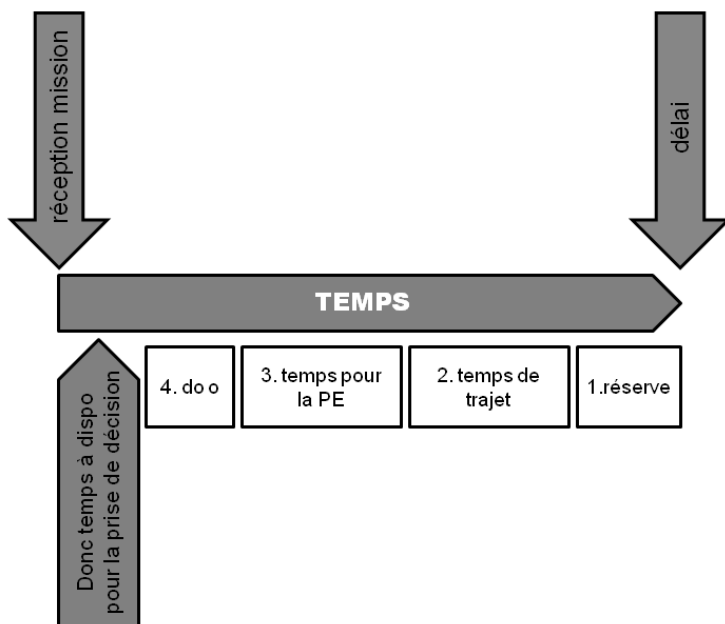 réception mission
délai
TEMPS
4. do o
3. temps pour
la PE
2. temps de
trajet
1.réserve
Donc temps à dispo
pour la prise de décision